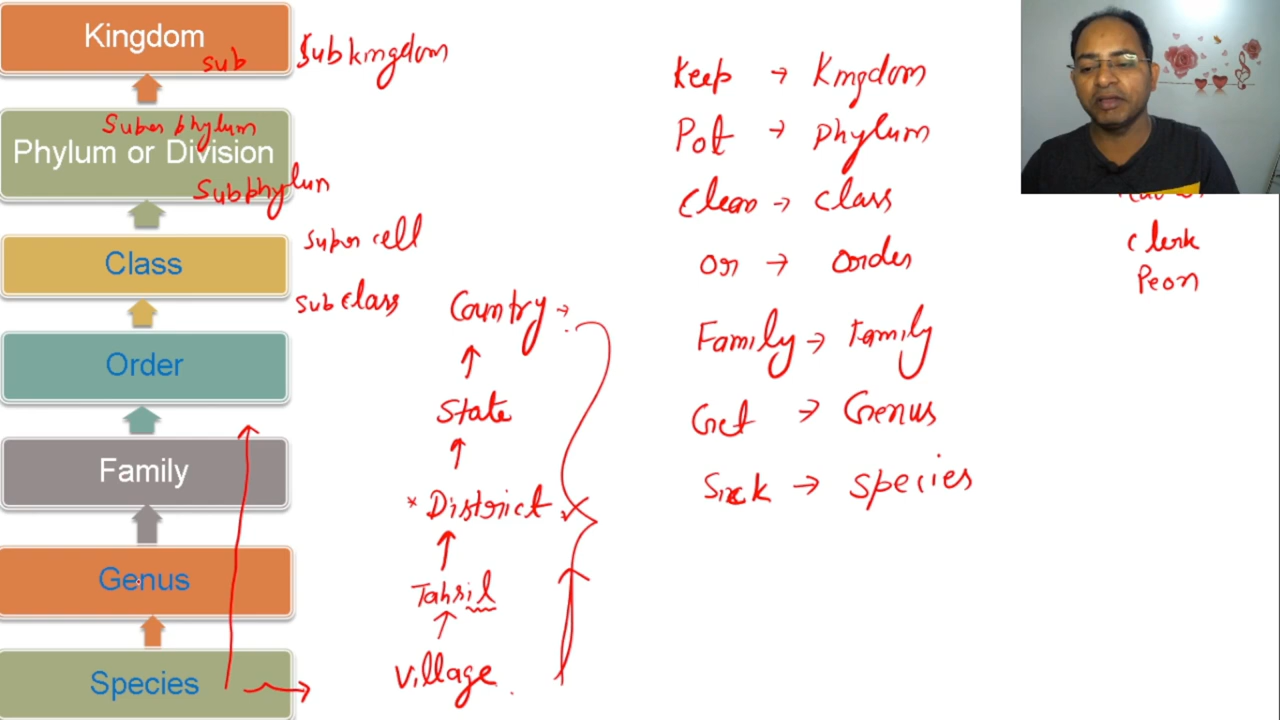 Kingdom
sub
Subkingdom
Super phylum
Phylum or Division
Subphylum
Class
Super cell
Subclass
Order
Family
Genus
Species
Country
State
District
Tahsil
Village
Keep → Kingdom
Pot → Phylum
Clean → Class
Or → Order
Family → Family
Get → Genus
Sick → Species
Clerk
Peon